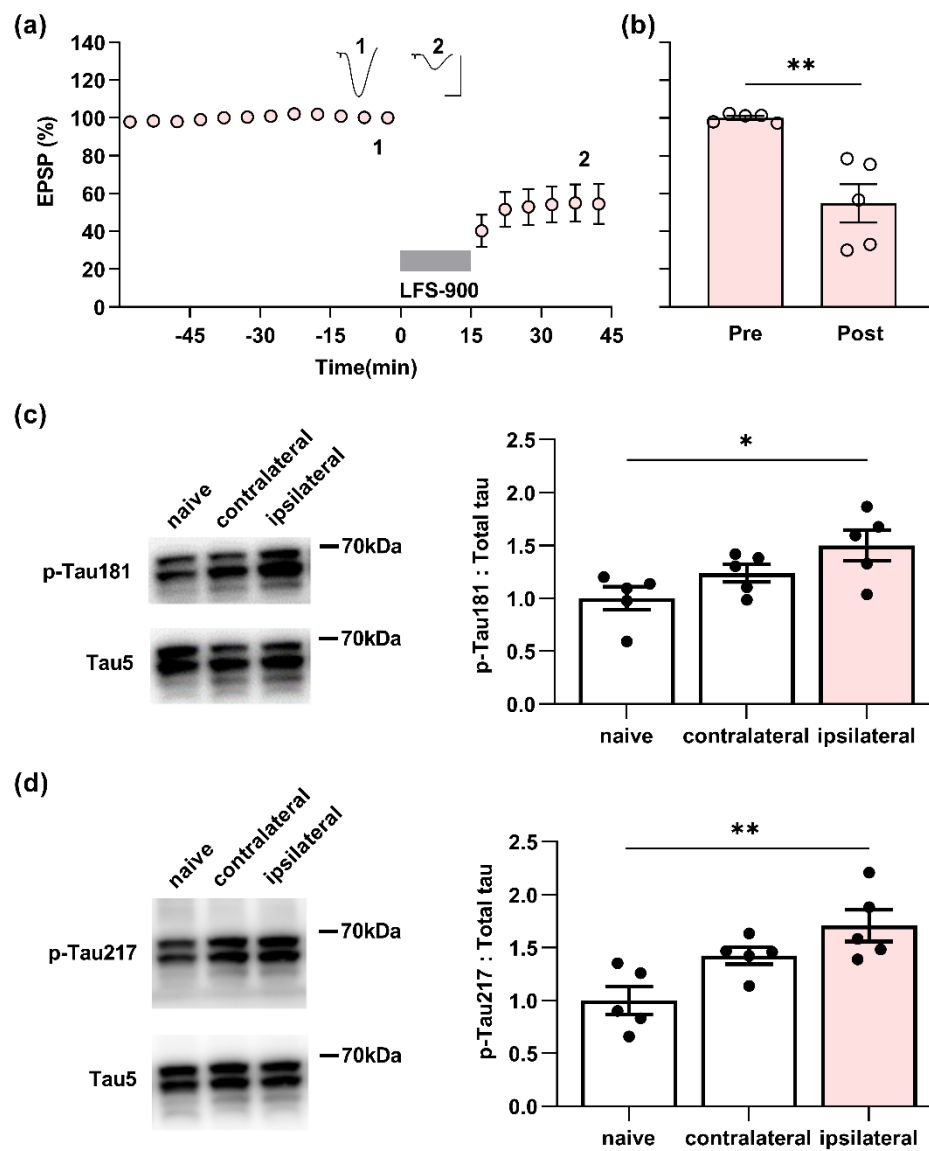 (a)
140
120
100
80
60
40
20
0
EPSP (%)
1
2
1
2
LFS-900
-45
-30
-15
0
15
30
45
Time(min)
(b)
**
Pre
Post
(c)
naive
contralateral
ipsilateral
p-Tau181
70kDa
Tau5
70kDa
2.5
2.0
1.5
1.0
0.5
0.0
p-Tau181 : Total tau
*
naive
contralateral
ipsilateral
(d)
naive
contralateral
ipsilateral
p-Tau217
70kDa
Tau5
70kDa
2.5
2.0
1.5
1.0
0.5
0.0
p-Tau217 : Total tau
**
naive
contralateral
ipsilateral